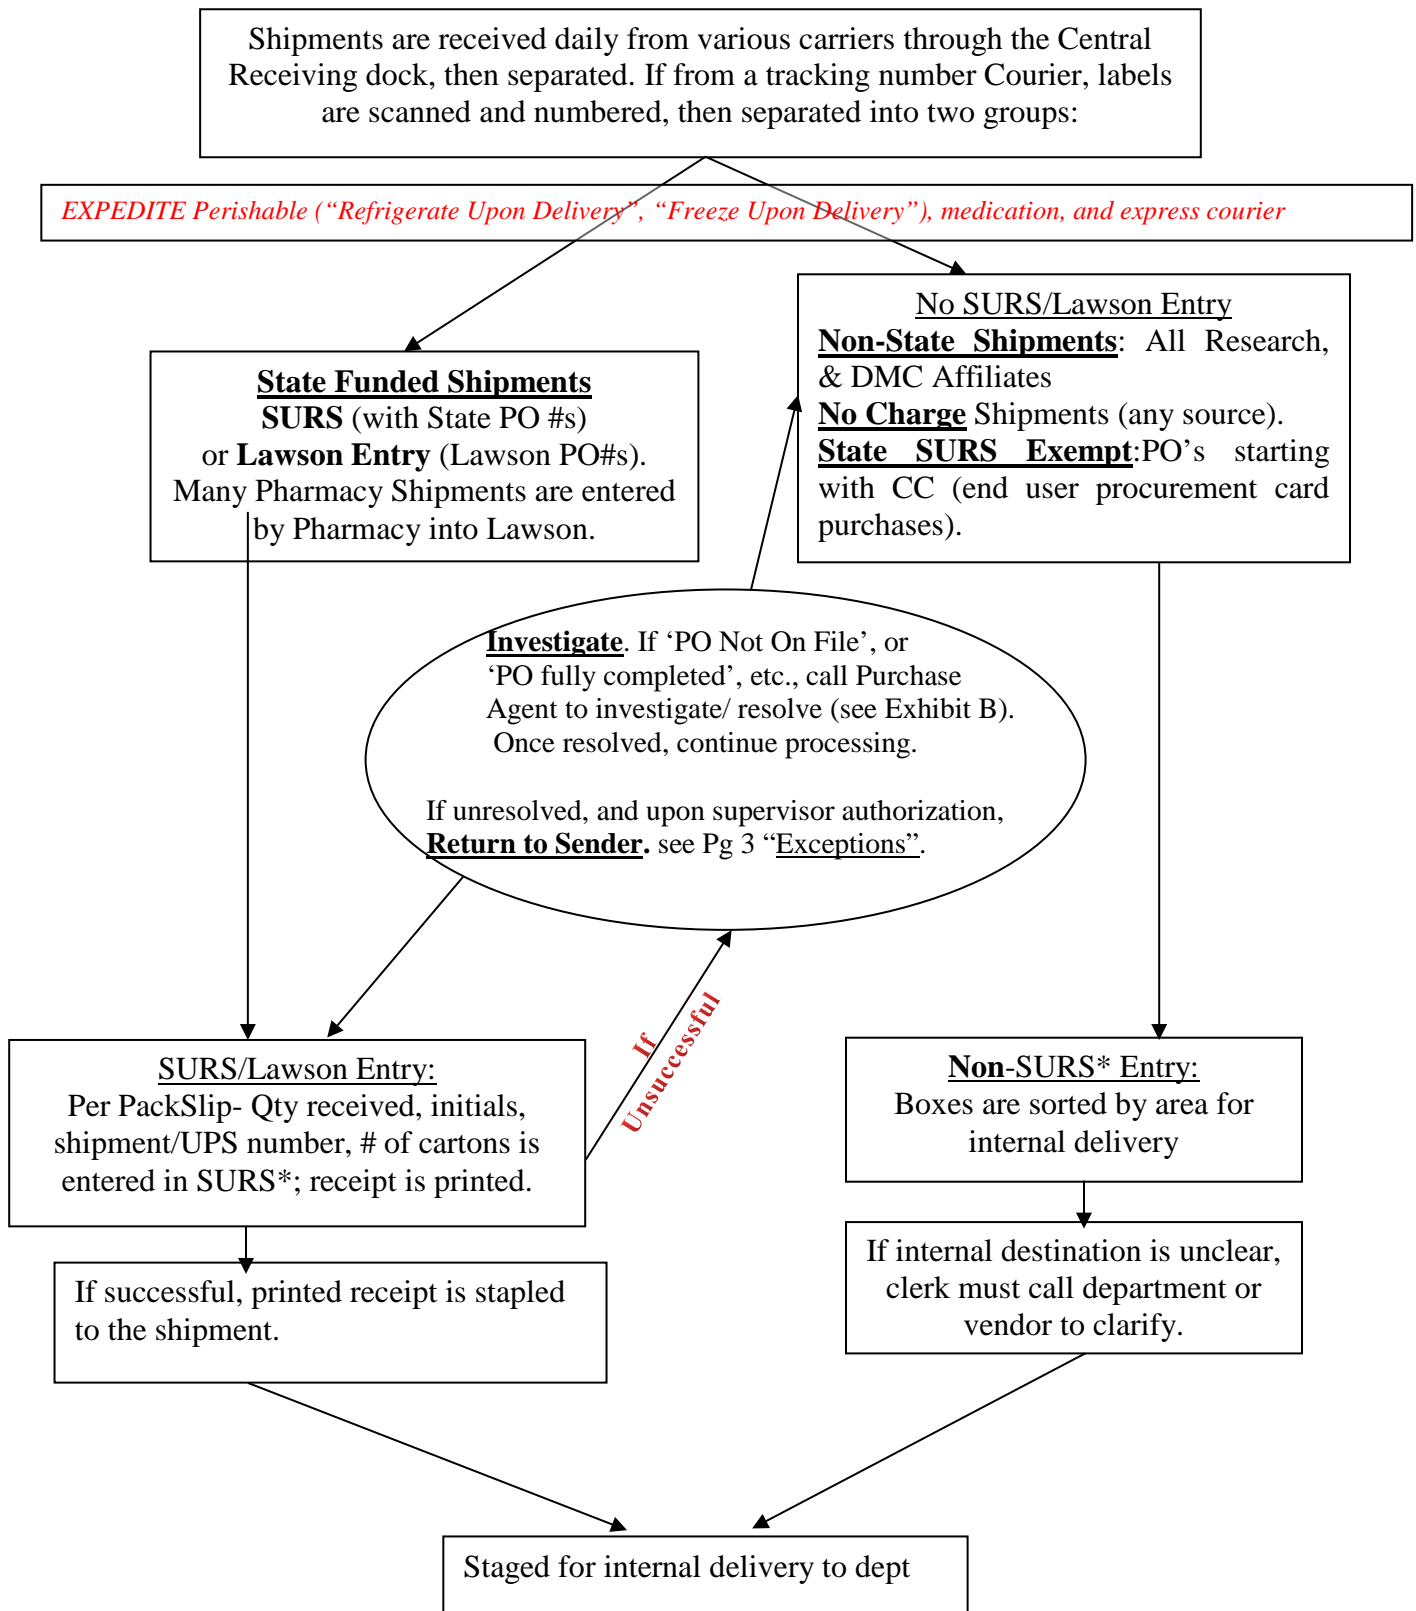 Shipments are received daily from various carriers through the Central
Receiving dock, then separated. If from a tracking number Courier, labels
are scanned and numbered, then separated into two groups:
EXPEDITE Perishable (“Refrigerate Upon Delivery”, “Freeze Upon Delivery”), medication, and express courier
No SURS/Lawson Entry
Non-State Shipments: All Research,
& DMC Affiliates
No Charge Shipments (any source).
State SURS Exempt:PO’s starting
with CC (end user procurement card
purchases).
State Funded Shipments
SURS (with State PO #s)
or Lawson Entry (Lawson PO#s).
Many Pharmacy Shipments are entered
by Pharmacy into Lawson.
Investigate. If ‘PO Not On File’, or
‘PO fully completed’, etc., call Purchase
Agent to investigate/ resolve (see Exhibit B).
Once resolved, continue processing.
If unresolved, and upon supervisor authorization,
Return to Sender. see Pg 3 “Exceptions”.
If
Unsuccessful
SURS/Lawson Entry:
Per PackSlip- Qty received, initials,
shipment/UPS number, # of cartons is
entered in SURS*; receipt is printed.
Non-SURS* Entry:
Boxes are sorted by area for
internal delivery
If successful, printed receipt is stapled
to the shipment.
If internal destination is unclear,
clerk must call department or
vendor to clarify.
Staged for internal delivery to dept